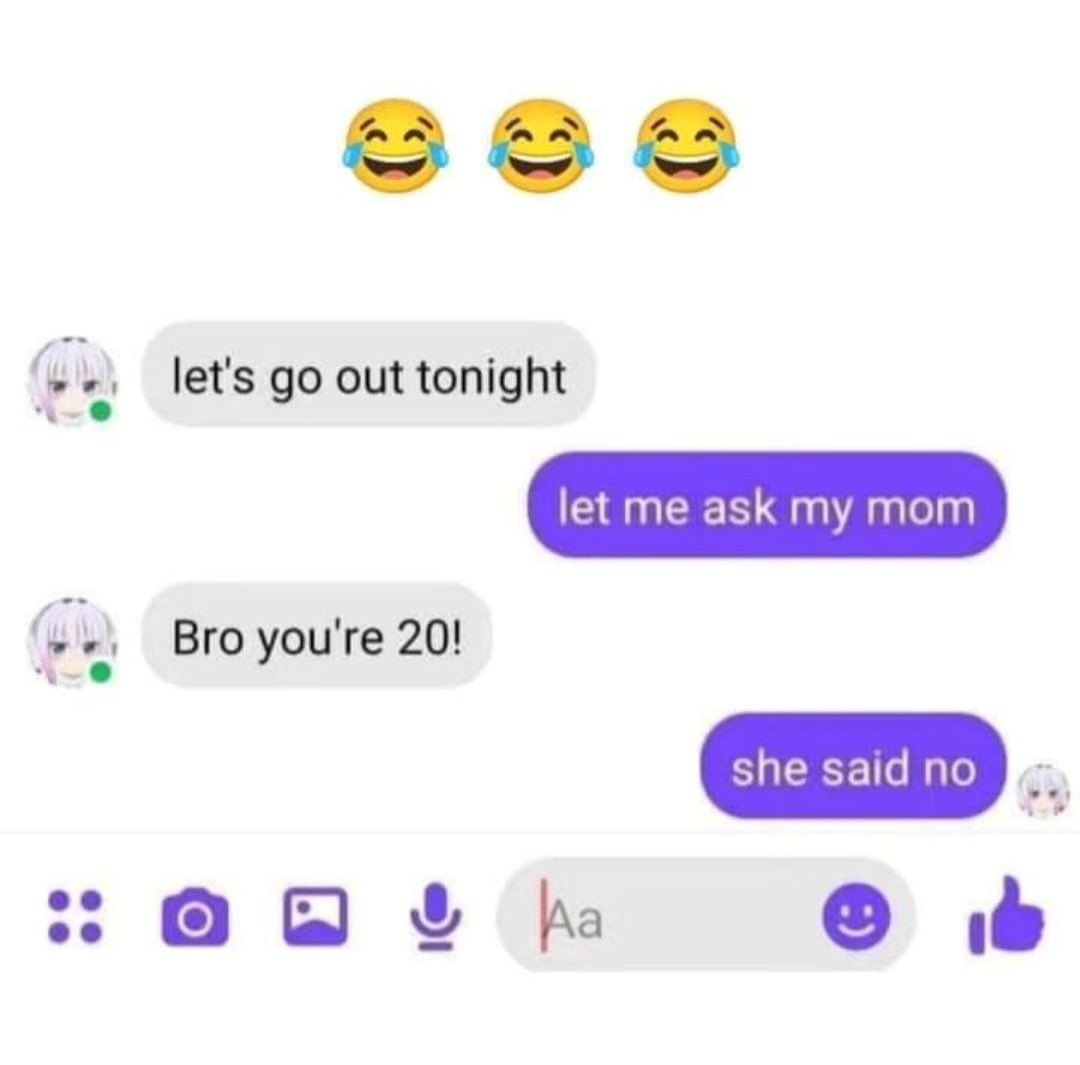 😂 😂 😂
let's go out tonight
let me ask my mom
Bro you're 20!
she said no
Aa